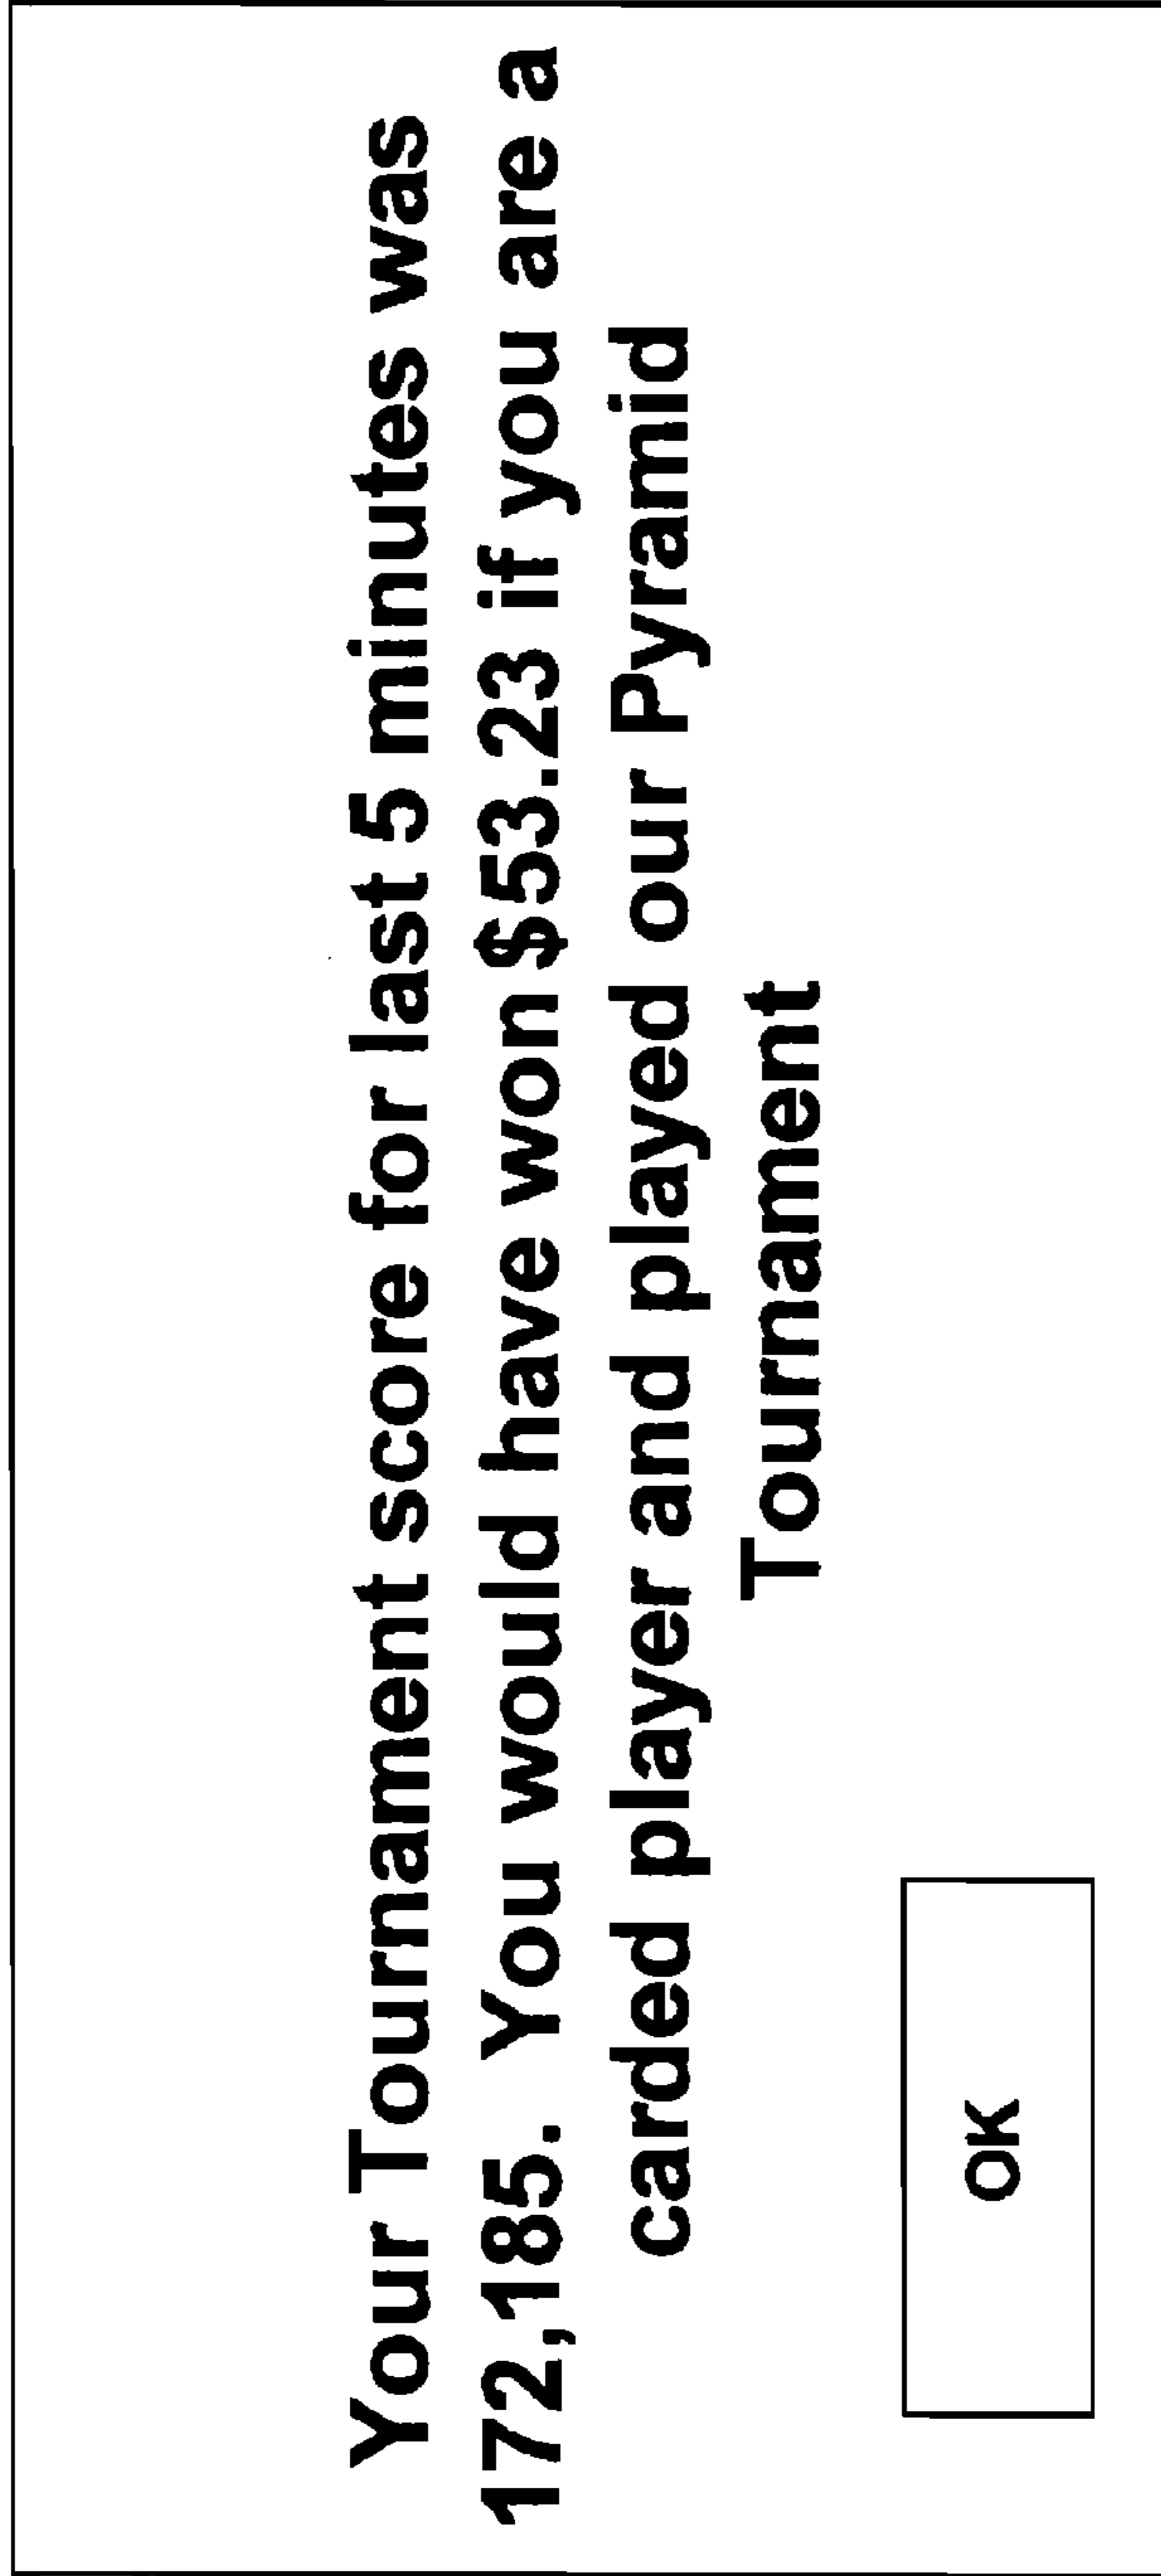 Your Tournament score for last 5 minutes was
172,185. You would have won $53.23 if you are a
carded player and played our Pyramid
Tournament
OK